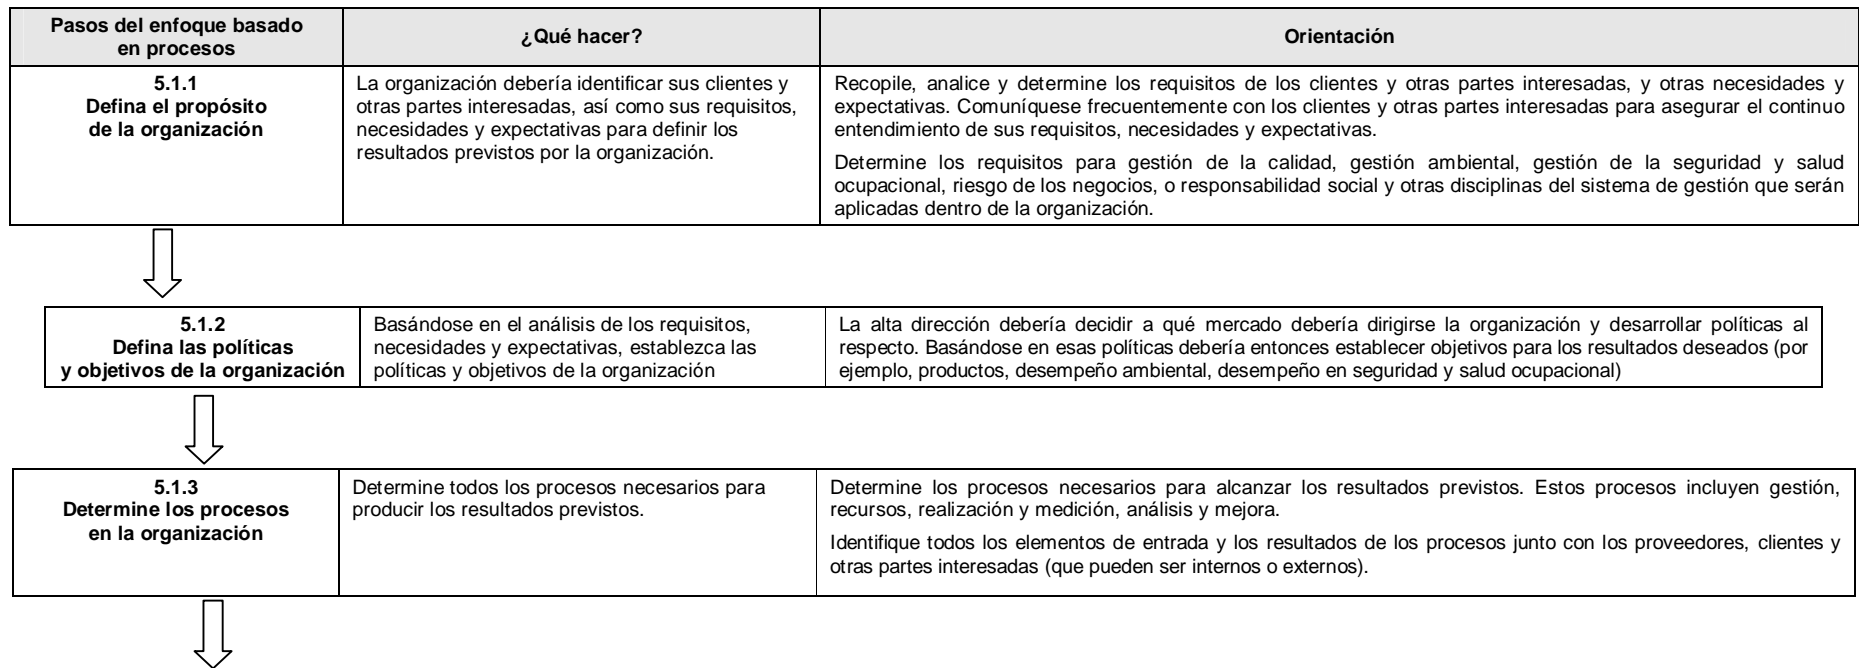 Pasos del enfoque basado
en procesos
¿Qué hacer?
Orientación
5.1.1
Defina el propósito
de la organización
La organización debería identificar sus clientes y
otras partes interesadas, así como sus requisitos,
necesidades y expectativas para definir los
resultados previstos por la organización.
Recopile, analice y determine los requisitos de los clientes y otras partes interesadas, y otras necesidades y
expectativas. Comuníquese frecuentemente con los clientes y otras partes interesadas para asegurar el continuo
entendimiento de sus requisitos, necesidades y expectativas.
Determine los requisitos para gestión de la calidad, gestión ambiental, gestión de la seguridad y salud
ocupacional, riesgo de los negocios, o responsabilidad social y otras disciplinas del sistema de gestión que serán
aplicadas dentro de la organización.
5.1.2
Defina las políticas
y objetivos de la organización
Basándose en el análisis de los requisitos,
necesidades y expectativas, establezca las
políticas y objetivos de la organización
La alta dirección debería decidir a qué mercado debería dirigirse la organización y desarrollar políticas al
respecto. Basándose en esas políticas debería entonces establecer objetivos para los resultados deseados (por
ejemplo, productos, desempeño ambiental, desempeño en seguridad y salud ocupacional)
5.1.3
Determine los procesos
en la organización
Determine todos los procesos necesarios para
producir los resultados previstos.
Determine los procesos necesarios para alcanzar los resultados previstos. Estos procesos incluyen gestión,
recursos, realización y medición, análisis y mejora.
Identifique todos los elementos de entrada y los resultados de los procesos junto con los proveedores, clientes y
otras partes interesadas (que pueden ser internos o externos).